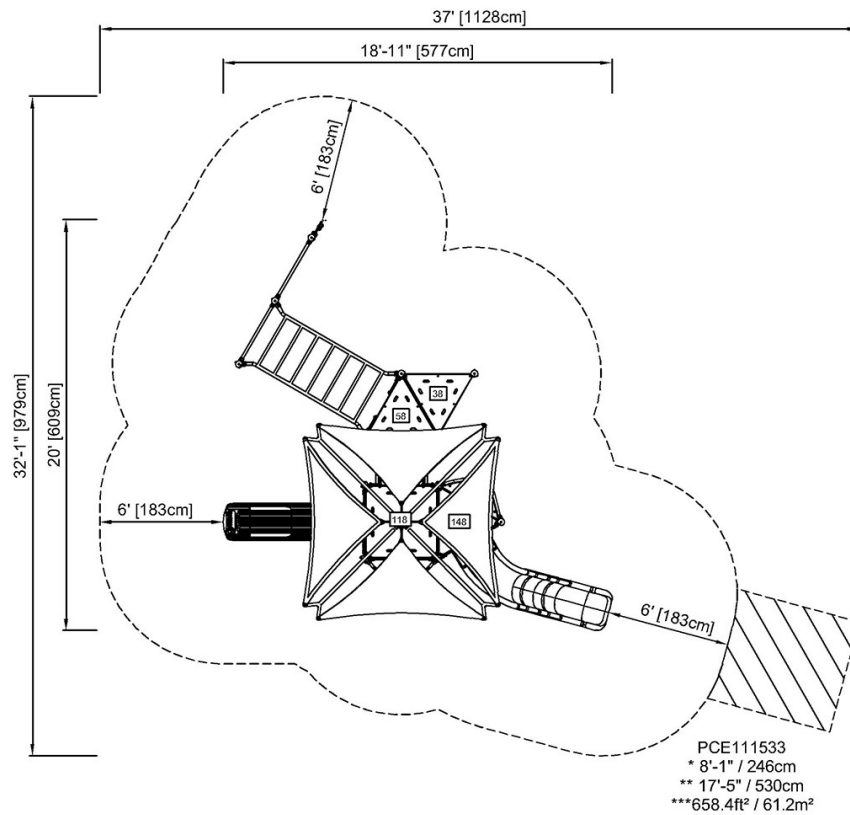 37' [1128cm]
18'-11" [577cm]
32'-1" [979cm]
20' [609cm]
6' [183cm]
38
58
6' [183cm]
118
148
6' [183cm]
PCE111533
* 8'-1" / 246cm
** 17'-5" / 530cm
***658.4ft² / 61.2m²